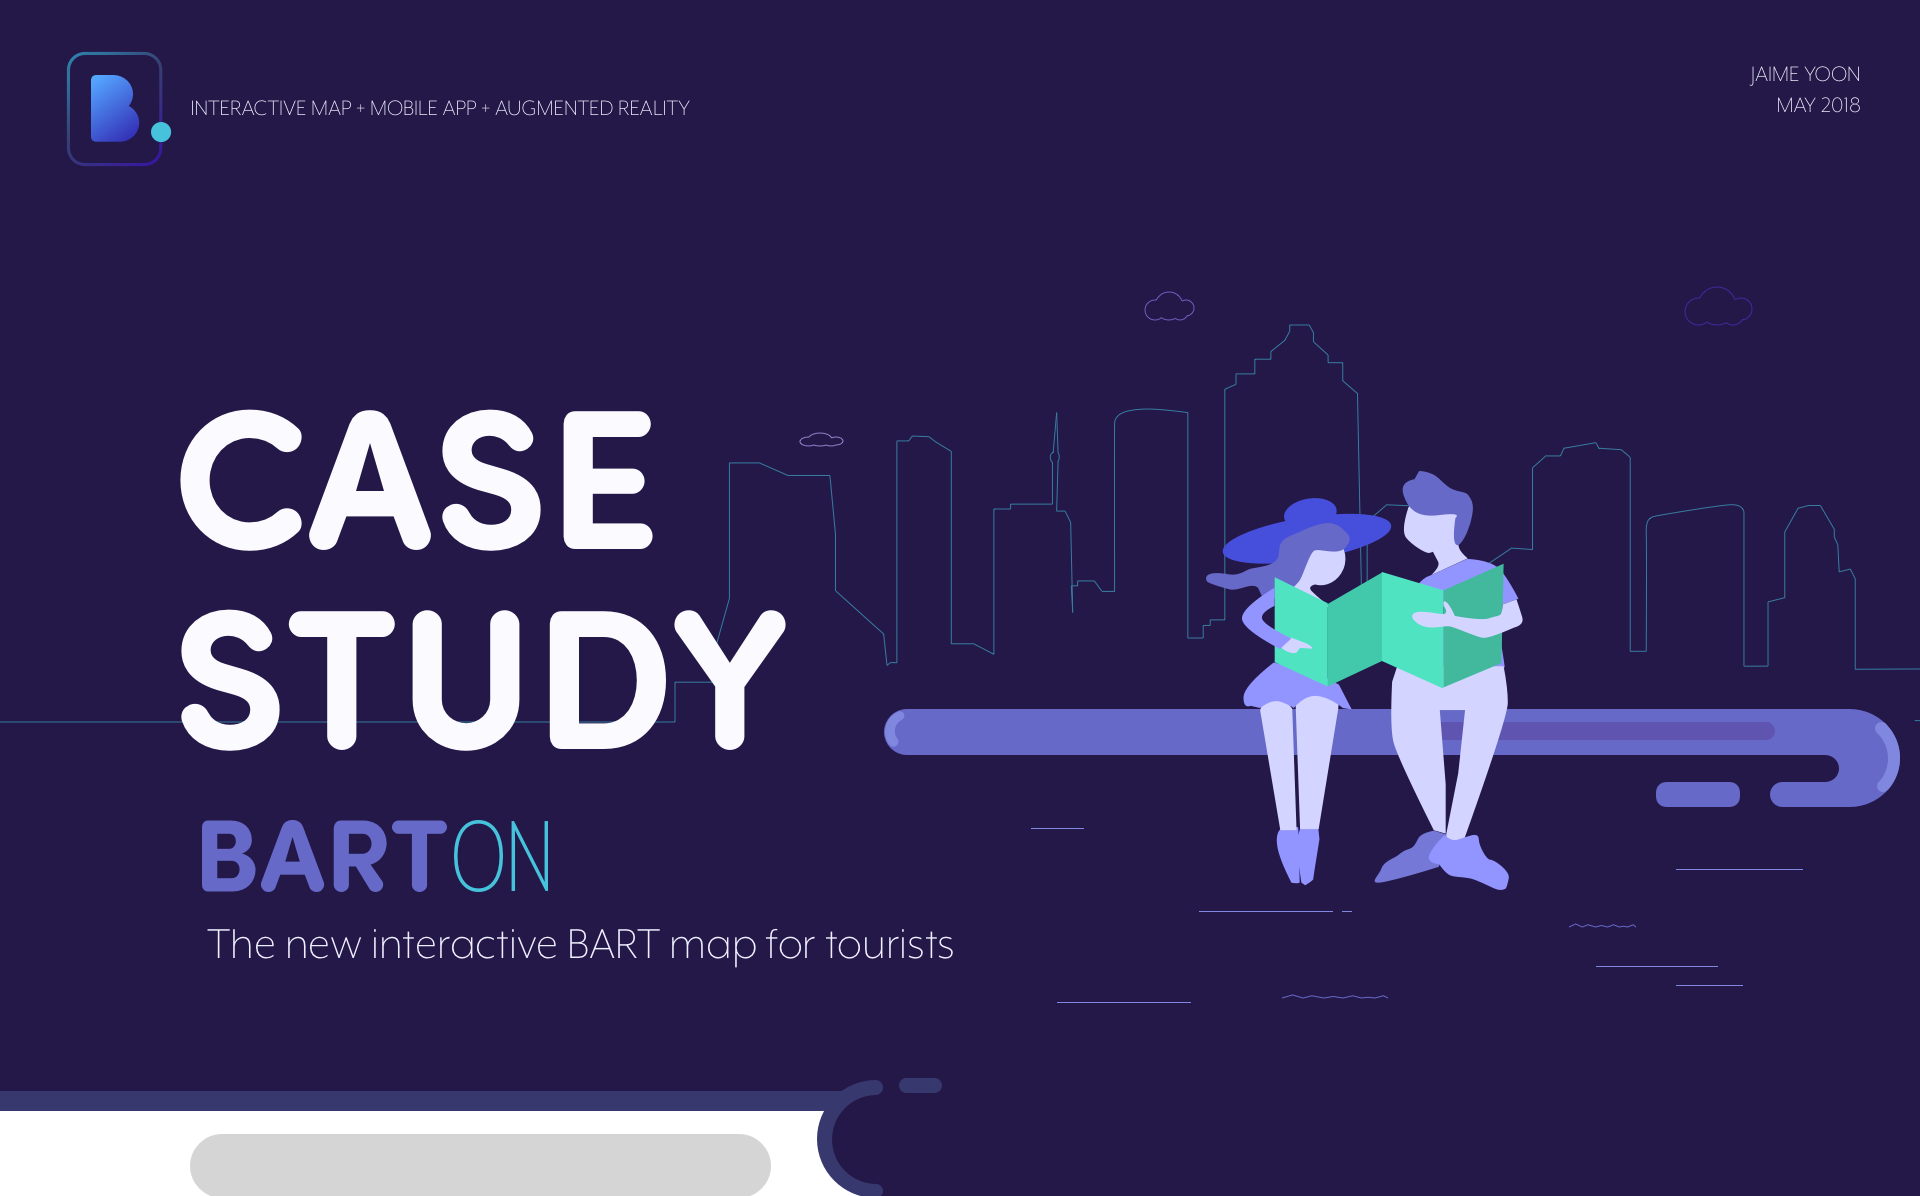 B.
INTERACTIVE MAP + MOBILE APP + AUGMENTED REALITY
JAIME YOON
MAY 2018
CASE
STUDY
BARTON
The new interactive BART map for tourists